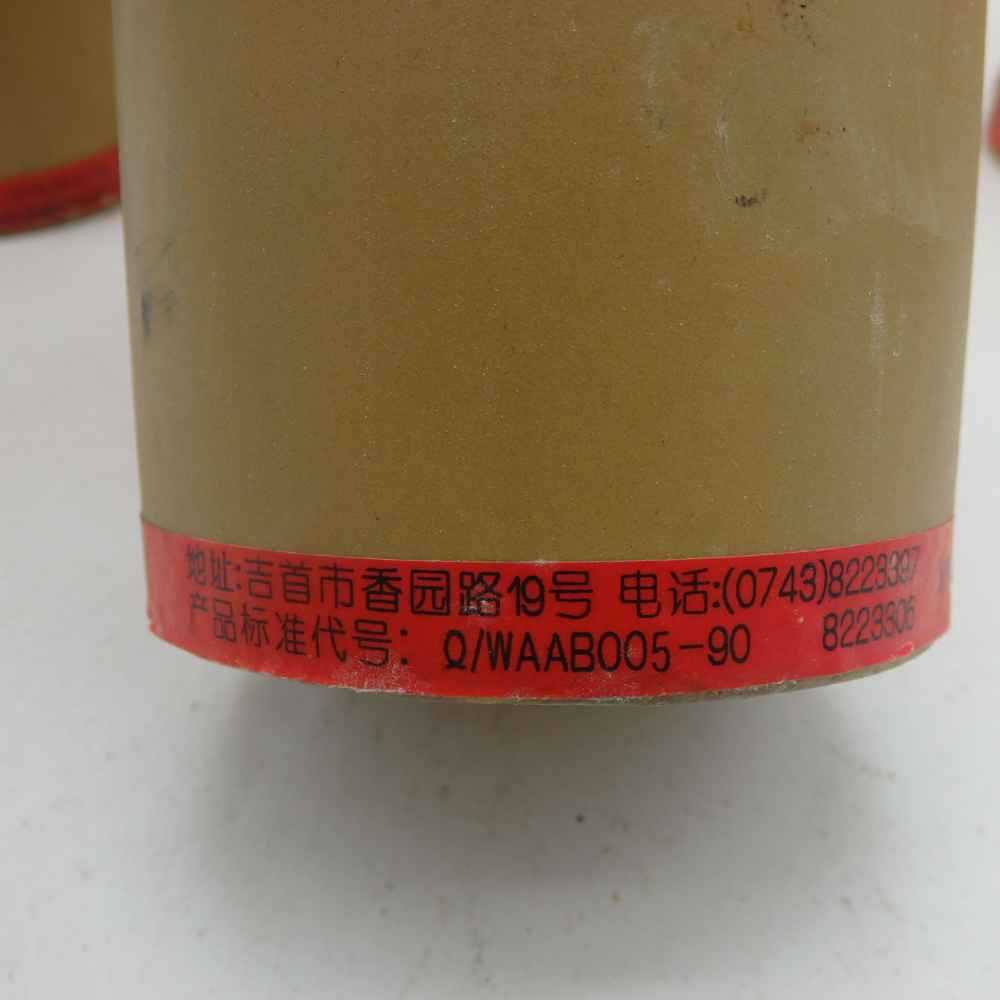 地址:吉首市香园路19号 电话:(0743)8223397
产品标准代号: Q/WAAB005-90 8223306